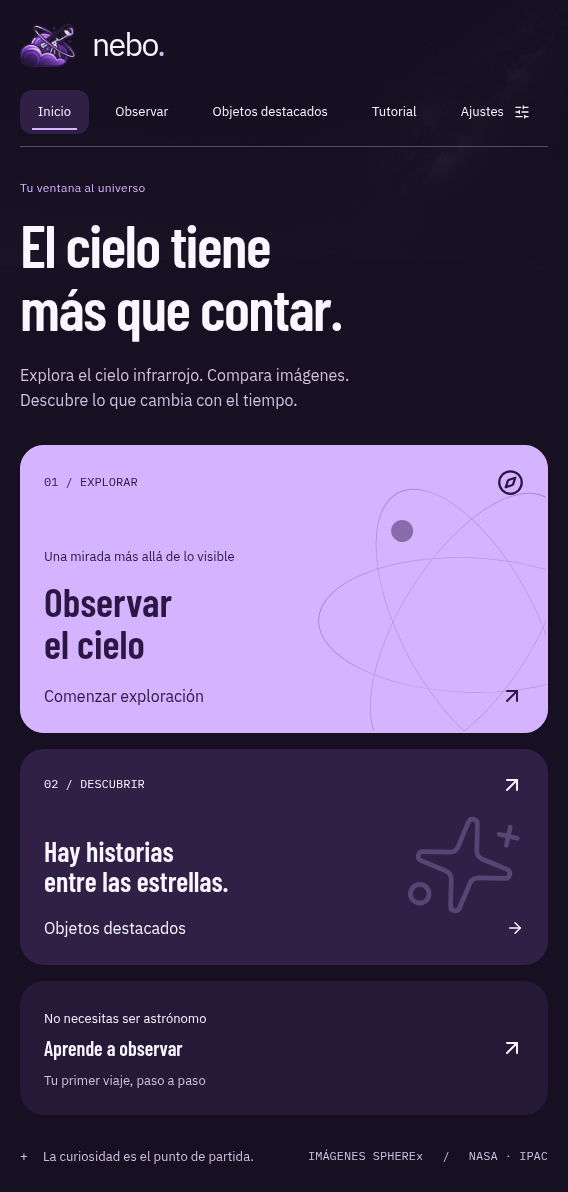 nebo.
Inicio Observar Objetos destacados Tutorial Ajustes
Tu ventana al universo
El cielo tiene
más que contar.
Explora el cielo infrarrojo. Compara imágenes.
Descubre lo que cambia con el tiempo.
01 / EXPLORAR
Una mirada más allá de lo visible
Observar
el cielo
Comenzar exploración
02 / DESCUBRIR
Hay historias
entre las estrellas.
Objetos destacados
No necesitas ser astrónomo
Aprende a observar
Tu primer viaje, paso a paso
+ La curiosidad es el punto de partida. IMÁGENES SPHEREx / NASA · IPAC